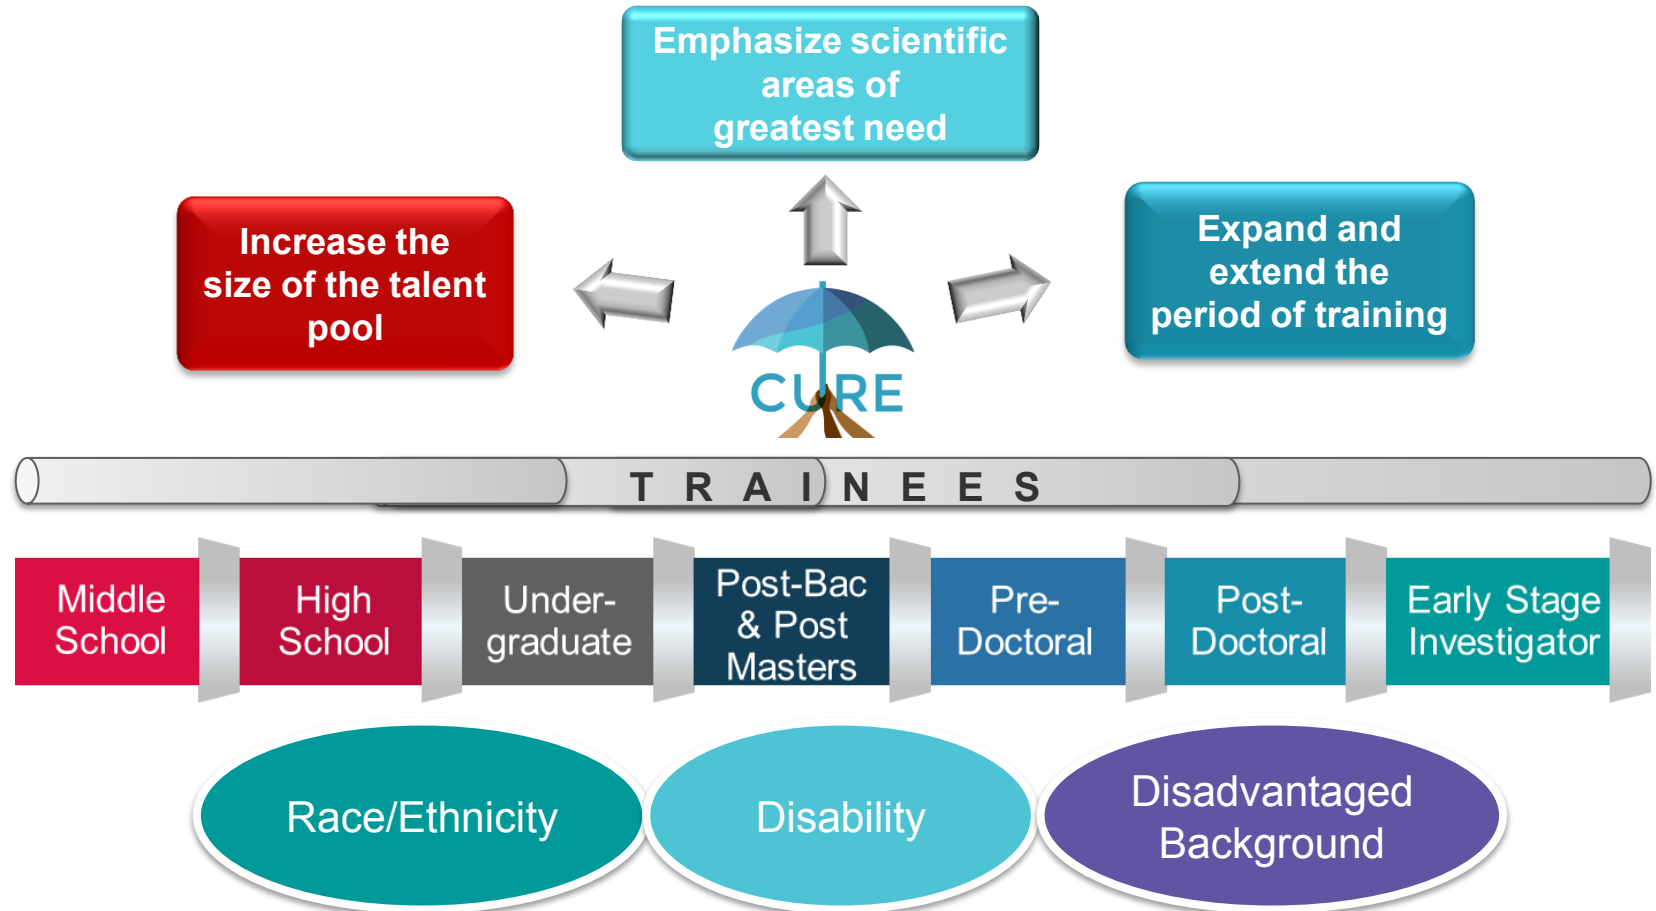 Emphasize scientific
areas of
greatest need
Increase the
size of the talent
pool
Expand and
extend the
period of training
CURE
TRAINEES
Middle
School
High
School
Under-
graduate
Post-Bac
& Post
Masters
Pre-
Doctoral
Post-
Doctoral
Early Stage
Investigator
Race/Ethnicity
Disability
Disadvantaged
Background